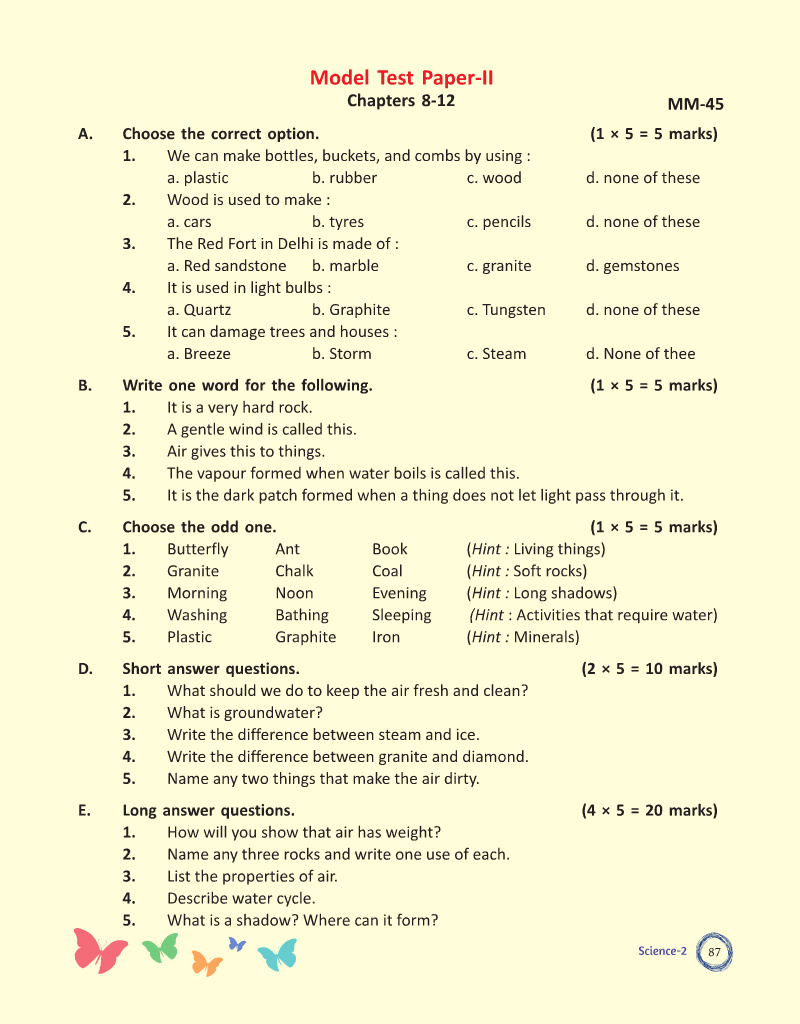 Model Test Paper-II
Chapters 8-12
MM-45
A. Choose the correct option. (1 × 5 = 5 marks)
1. We can make bottles, buckets, and combs by using :
a. plastic b. rubber c. wood d. none of these
2. Wood is used to make :
a. cars b. tyres c. pencils d. none of these
3. The Red Fort in Delhi is made of :
a. Red sandstone b. marble c. granite d. gemstones
4. It is used in light bulbs :
a. Quartz b. Graphite c. Tungsten d. none of these
5. It can damage trees and houses :
a. Breeze b. Storm c. Steam d. None of thee
B. Write one word for the following. (1 × 5 = 5 marks)
1. It is a very hard rock.
2. A gentle wind is called this.
3. Air gives this to things.
4. The vapour formed when water boils is called this.
5. It is the dark patch formed when a thing does not let light pass through it.
C. Choose the odd one. (1 × 5 = 5 marks)
1. Butterfly Ant Book (Hint : Living things)
2. Granite Chalk Coal (Hint : Soft rocks)
3. Morning Noon Evening (Hint : Long shadows)
4. Washing Bathing Sleeping (Hint : Activities that require water)
5. Plastic Graphite Iron (Hint : Minerals)
D. Short answer questions. (2 × 5 = 10 marks)
1. What should we do to keep the air fresh and clean?
2. What is groundwater?
3. Write the difference between steam and ice.
4. Write the difference between granite and diamond.
5. Name any two things that make the air dirty.
E. Long answer questions. (4 × 5 = 20 marks)
1. How will you show that air has weight?
2. Name any three rocks and write one use of each.
3. List the properties of air.
4. Describe water cycle.
5. What is a shadow? Where can it form?
Science-2 87